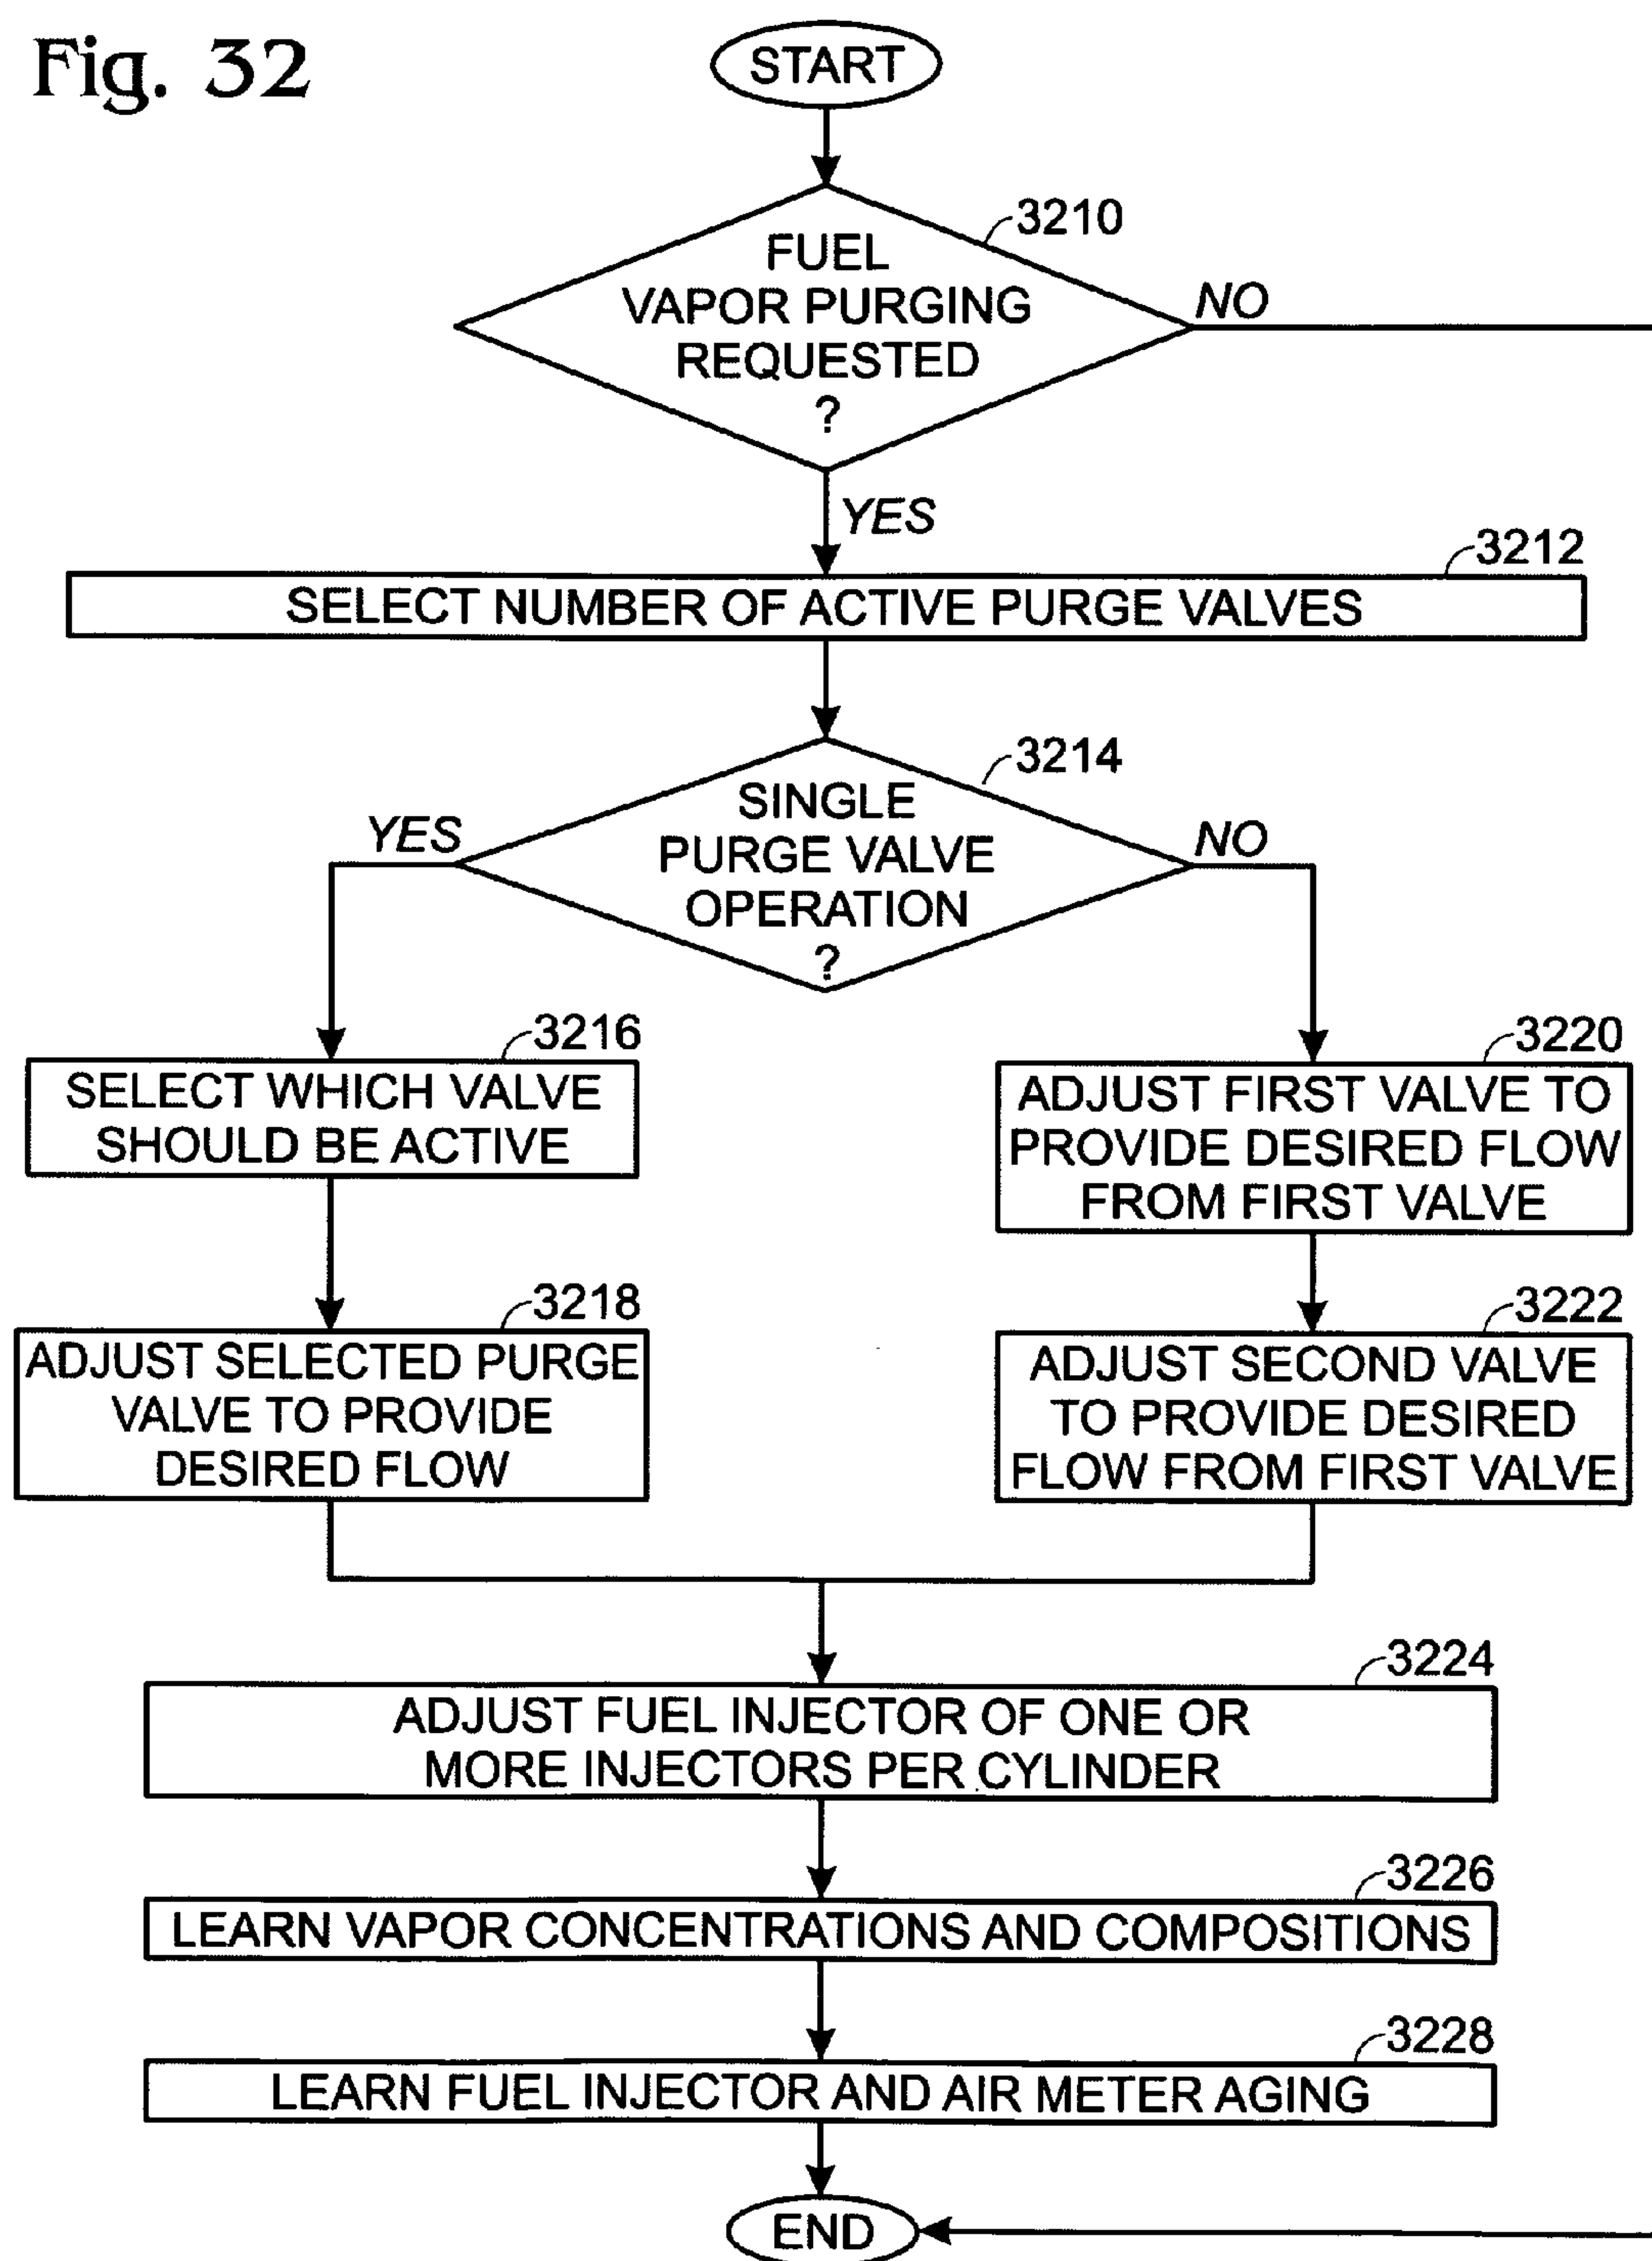 Fig. 32
START
3210
FUEL
VAPOR PURGING
REQUESTED
?
NO
YES
3212
SELECT NUMBER OF ACTIVE PURGE VALVES
3214
SINGLE
PURGE VALVE
OPERATION
?
YES
NO
3216
SELECT WHICH VALVE
SHOULD BE ACTIVE
3218
ADJUST SELECTED PURGE
VALVE TO PROVIDE
DESIRED FLOW
3220
ADJUST FIRST VALVE TO
PROVIDE DESIRED FLOW
FROM FIRST VALVE
3222
ADJUST SECOND VALVE
TO PROVIDE DESIRED
FLOW FROM FIRST VALVE
3224
ADJUST FUEL INJECTOR OF ONE OR
MORE INJECTORS PER CYLINDER
3226
LEARN VAPOR CONCENTRATIONS AND COMPOSITIONS
3228
LEARN FUEL INJECTOR AND AIR METER AGING
END